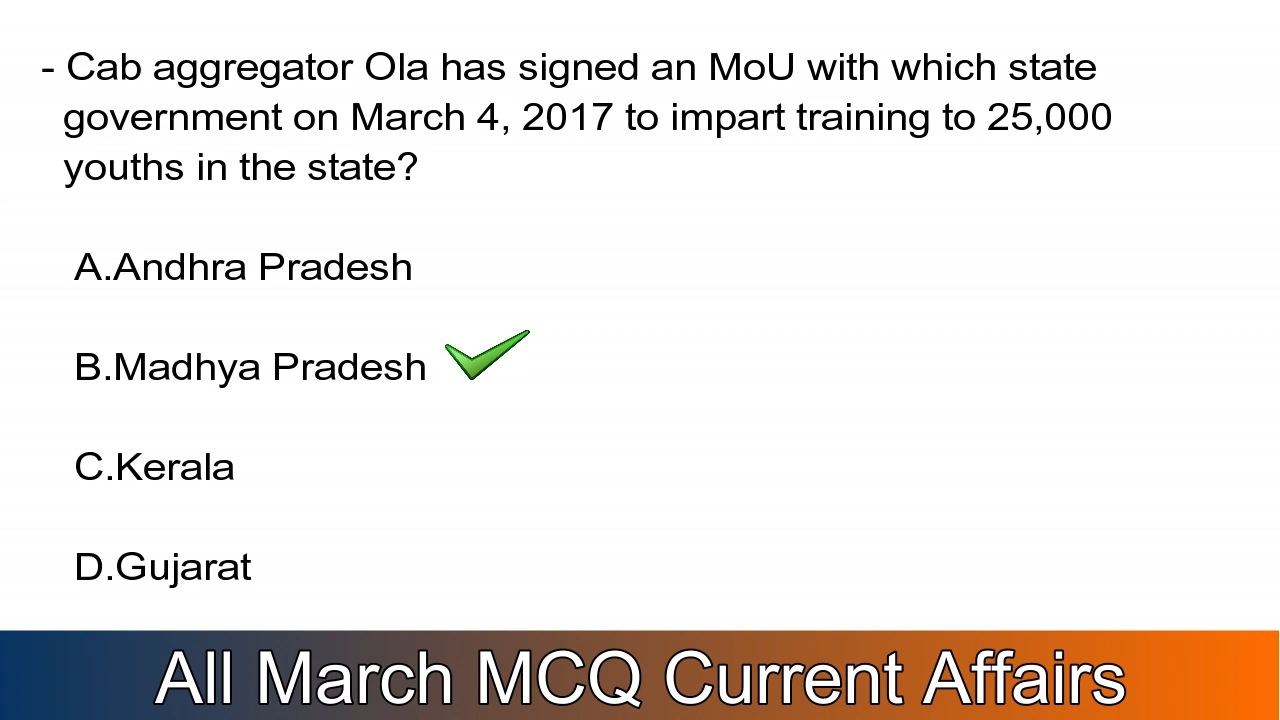 - Cab aggregator Ola has signed an MoU with which state
government on March 4, 2017 to impart training to 25,000
youths in the state?
A.Andhra Pradesh
B.Madhya Pradesh
C.Kerala
D.Gujarat
All March MCQ Current Affairs